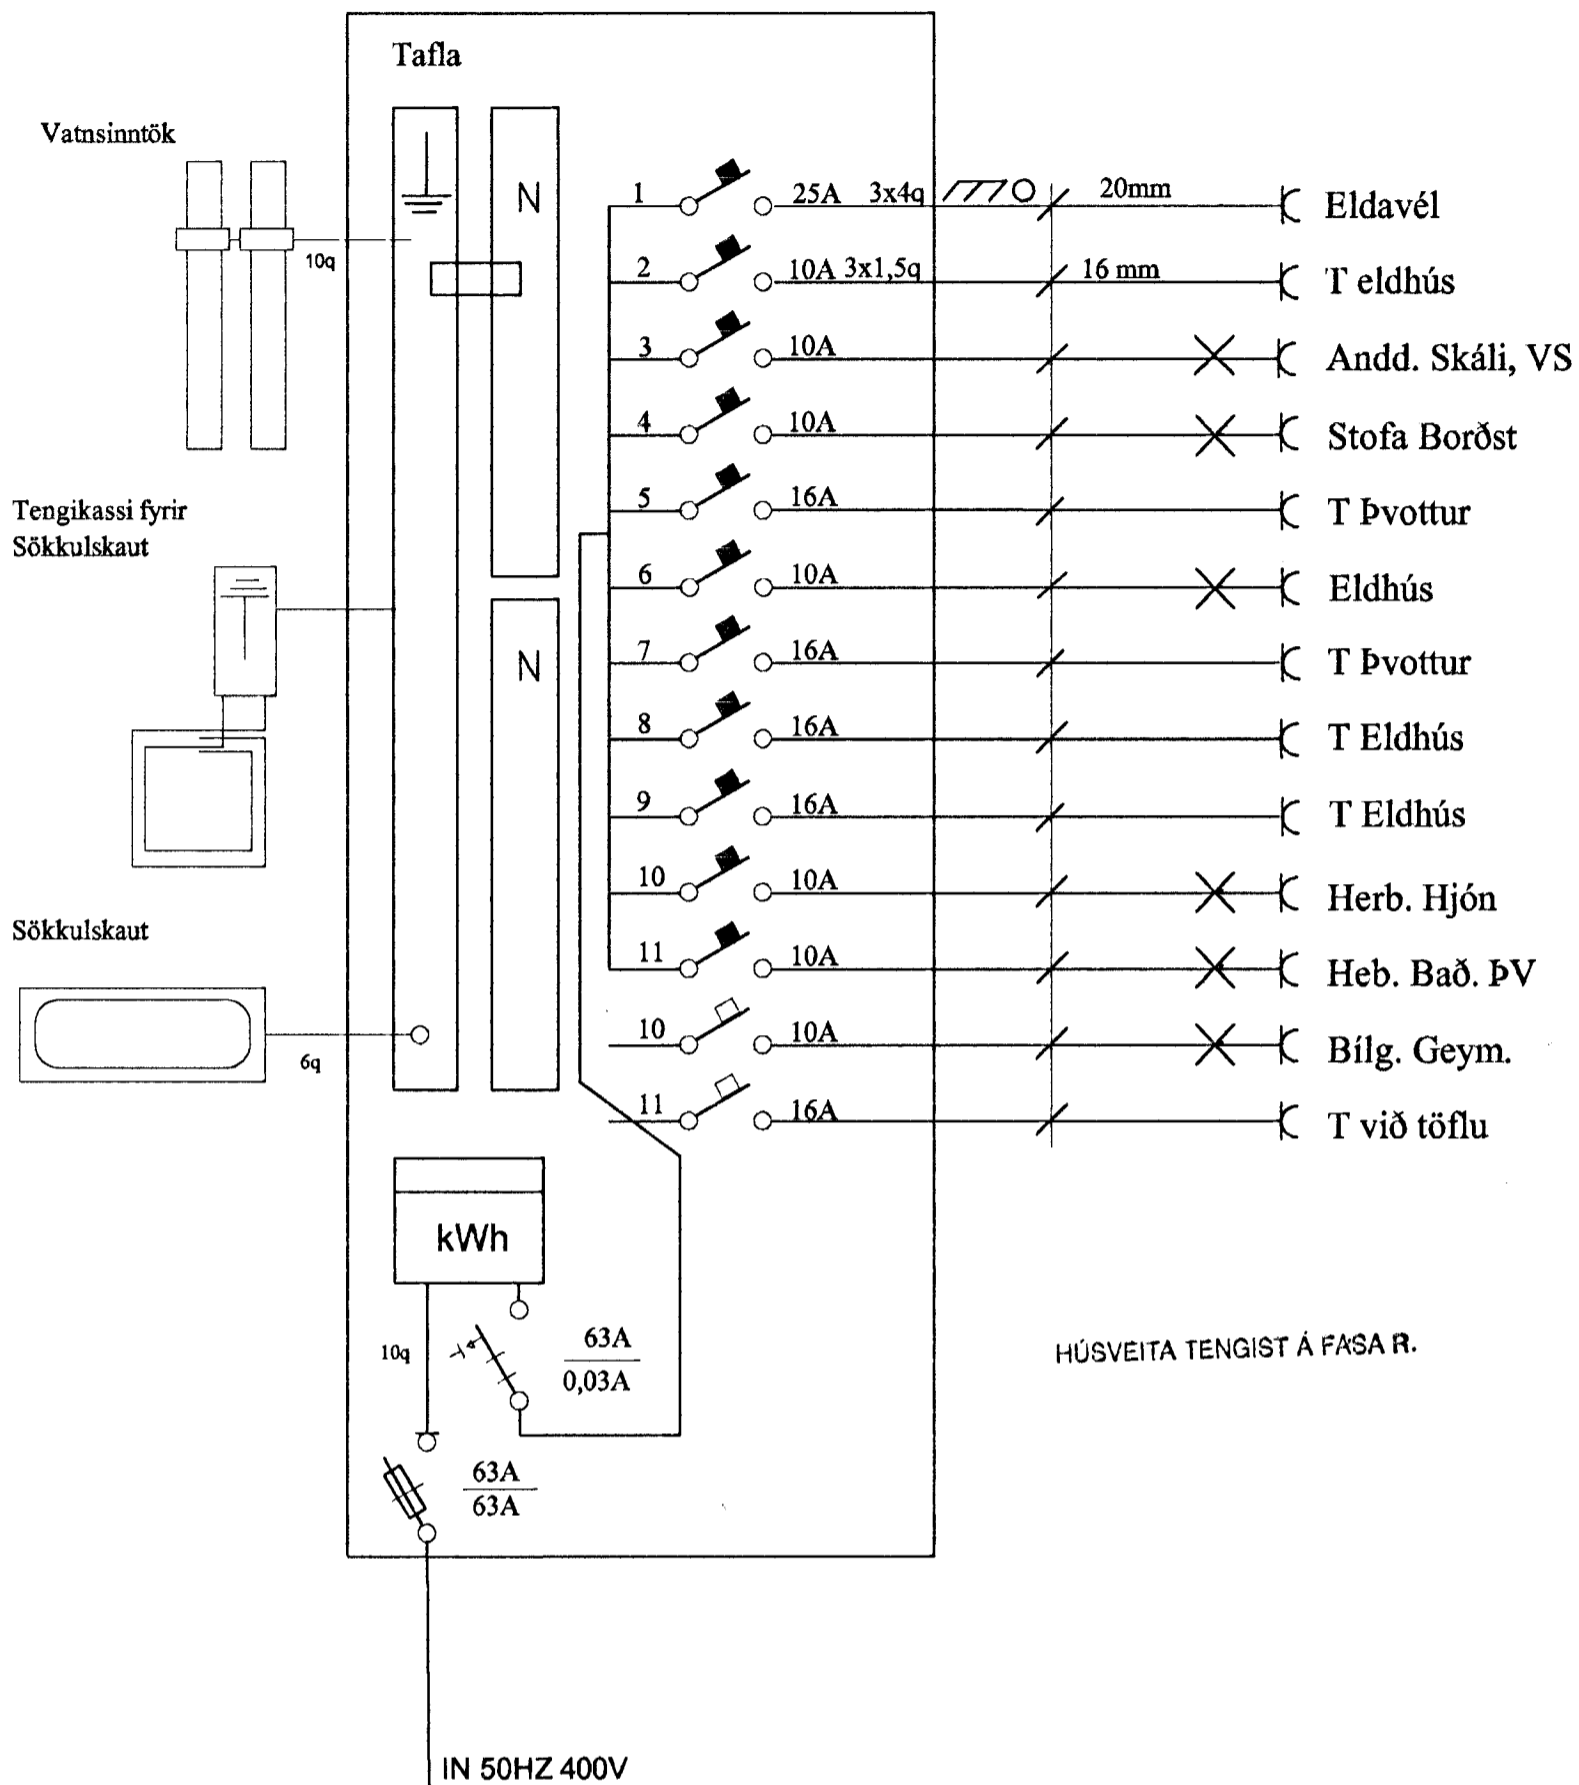 Tafla
Vatnsinntök
10q
N
1 25A 3x4q 20mm Eldavél
2 10A 3x1,5q 16 mm T eldhús
3 10A Andd. Skáli, VS
4 10A Stofa Borðst
Tengikassi fyrir
Sökkulskaut
5 16A T Þvottur
6 10A Eldhús
N
7 16A T Þvottur
8 16A T Eldhús
9 16A T Eldhús
10 10A Herb. Hjón
Sökkulskaut
11 10A Heb. Bað. ÞV
6q
10 10A Bílg. Geym.
11 16A T við töflu
kWh
10q
63A
0,03A
HÚSVEITA TENGIST Á FASA R.
63A
63A
IN 50HZ 400V